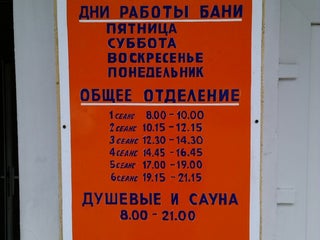 ДНИ РАБОТЫ БАНИ
ПЯТНИЦА
СУББОТА
ВОСКРЕСЕНЬЕ
ПОНЕДЕЛЬНИК
ОБЩЕЕ ОТДЕЛЕНИЕ
1 СЕАНС 8.00 - 10.00
2 СЕАНС 10.15 - 12.15
3 СЕАНС 12.30 - 14.30
4 СЕАНС 14.45 - 16.45
5 СЕАНС 17.00 - 19.00
6 СЕАНС 19.15 - 21.15
ДУШЕВЫЕ И САУНА
8.00 - 21.00